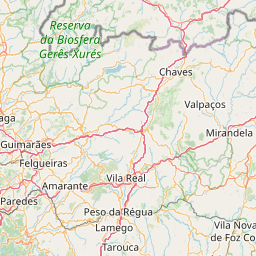 Reserva
da Biosfera
Gerês-Xurés
Chaves
Valpaços
aga
Mirandela
Guimarães
Felgueiras
Amarante
Vila Real
Paredes
Peso da Régua
Vila Nova
Lamego
de Foz Co
Tarouca